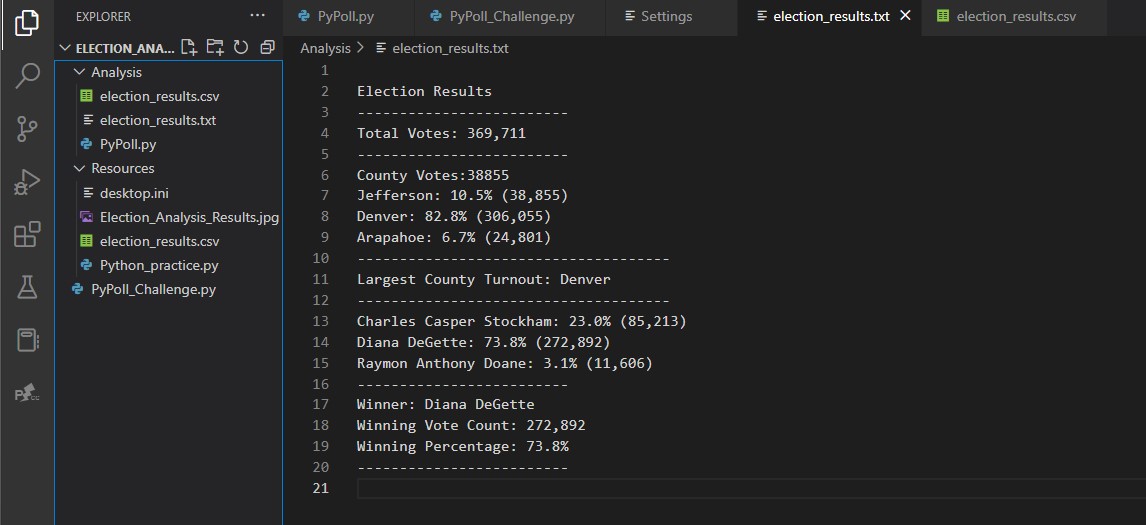 EXPLORER ...
PyPoll.py
PyPoll_Challenge.py
Settings
election_results.txt
election_results.csv
ELECTION_ANA...
Analysis > election_results.txt
Analysis
election_results.csv
election_results.txt
PyPoll.py
Resources
desktop.ini
Election_Analysis_Results.jpg
election_results.csv
Python_practice.py
PyPoll_Challenge.py
1
2 Election Results
3 -------------------------
4 Total Votes: 369,711
5 -------------------------
6 County Votes:38855
7 Jefferson: 10.5% (38,855)
8 Denver: 82.8% (306,055)
9 Arapahoe: 6.7% (24,801)
10 -------------------------------------
11 Largest County Turnout: Denver
12 -------------------------------------
13 Charles Casper Stockham: 23.0% (85,213)
14 Diana DeGette: 73.8% (272,892)
15 Raymon Anthony Doane: 3.1% (11,606)
16 -------------------------
17 Winner: Diana DeGette
18 Winning Vote Count: 272,892
19 Winning Percentage: 73.8%
20 -------------------------
21